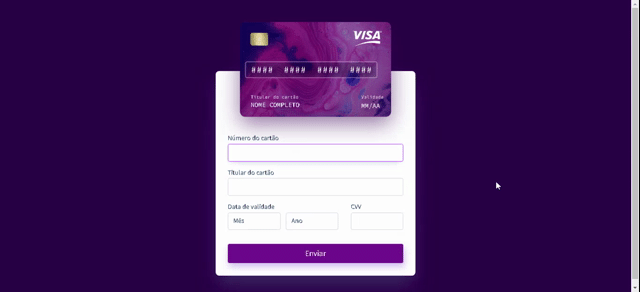 VISA
#### #### #### ####
Titular do cartão
Validade
NOME COMPLETO
MM/AA
Número do cartão
Titular do cartão
Data de validade
CVV
Mês
Ano
Enviar